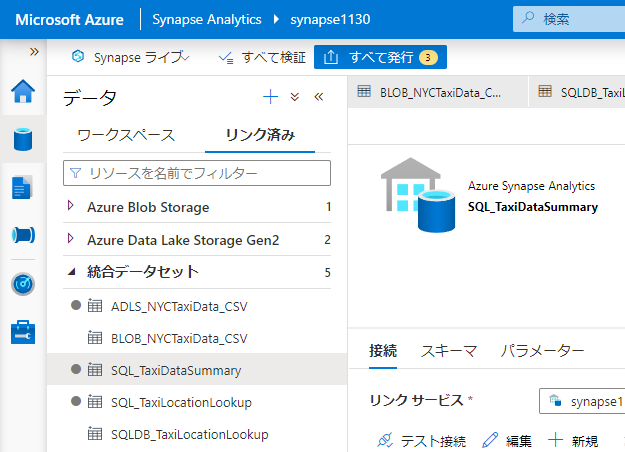 Microsoft Azure
Synapse Analytics
synapse1130
検索
»
Synapse ライブ
すべて検証
すべて発行
3
データ
«
ワークスペース
リンク済み
リソースを名前でフィルター
Azure Blob Storage 1
Azure Data Lake Storage Gen2 2
統合データセット 5
ADLS_NYCTaxiData_CSV
BLOB_NYCTaxiData_CSV
SQL_TaxiDataSummary
SQL_TaxiLocationLookup
SQLDB_TaxiLocationLookup
BLOB_NYCTaxiData_C...
SQLDB_TaxiL
Azure Synapse Analytics
SQL_TaxiDataSummary
接続
スキーマ
パラメーター
リンク サービス *
synapse1
テスト接続
編集
新規